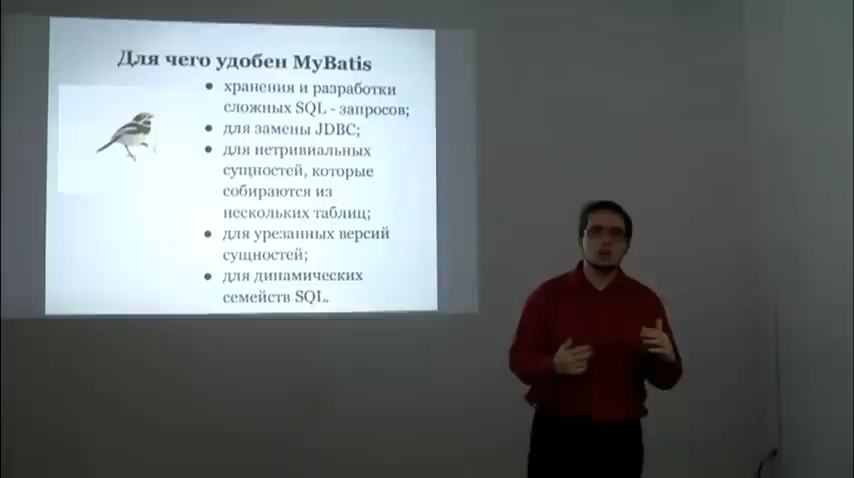 Для чего удобен MyBatis
● хранения и разработки
сложных SQL - запросов;
● для замены JDBC;
● для нетривиальных
сущностей, которые
собираются из
нескольких таблиц;
● для урезанных версий
сущностей;
● для динамических
семейств SQL.